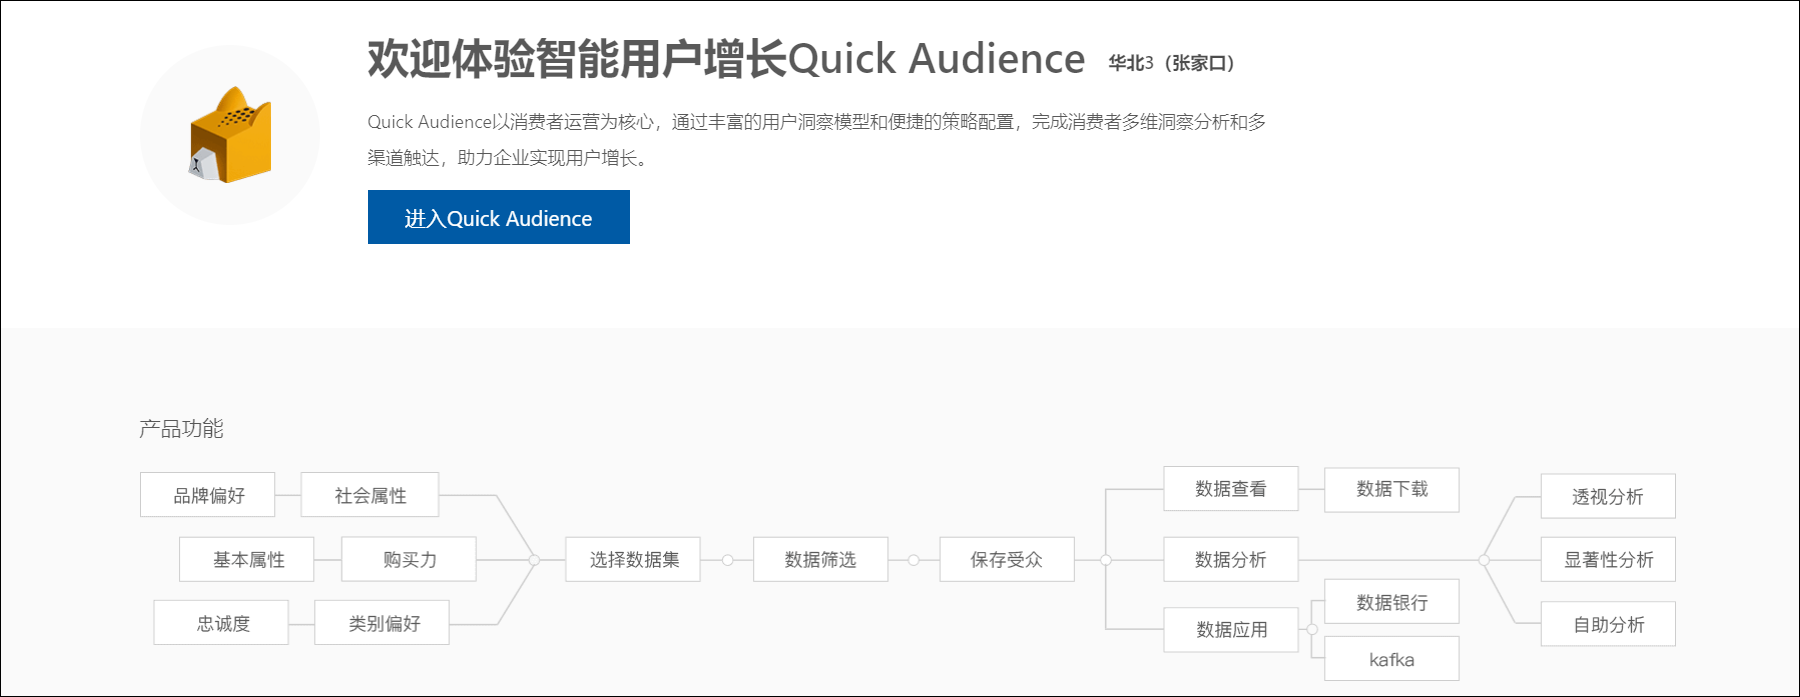 欢迎体验智能用户增长Quick Audience 华北3（张家口）
Quick Audience以消费者运营为核心，通过丰富的用户洞察模型和便捷的策略配置，完成消费者多维洞察分析和多
渠道触达，助力企业实现用户增长。
进入Quick Audience
产品功能
品牌偏好
社会属性
基本属性
购买力
忠诚度
类别偏好
选择数据集
数据筛选
保存受众
数据查看
数据下载
数据分析
数据应用
数据银行
kafka
透视分析
显著性分析
自助分析